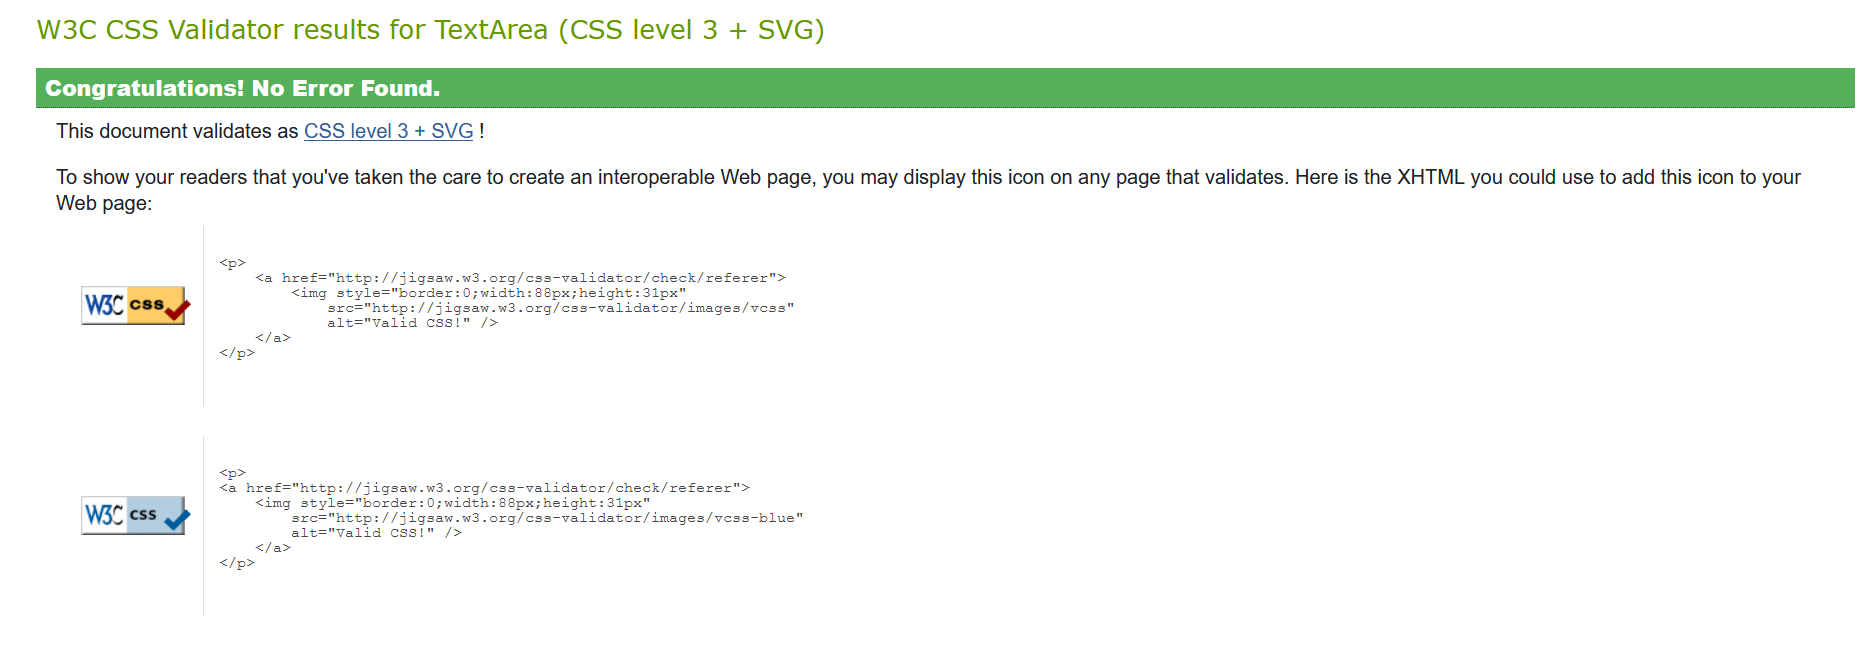 W3C CSS Validator results for TextArea (CSS level 3 + SVG)
Congratulations! No Error Found.
This document validates as CSS level 3 + SVG !
To show your readers that you've taken the care to create an interoperable Web page, you may display this icon on any page that validates. Here is the XHTML you could use to add this icon to your
Web page:
W3C css
<p>
    <a href="http://jigsaw.w3.org/css-validator/check/referer">
        <img style="border:0;width:88px;height:31px"
            src="http://jigsaw.w3.org/css-validator/images/vcss"
            alt="Valid CSS!" />
    </a>
</p>
W3C css
<p>
<a href="http://jigsaw.w3.org/css-validator/check/referer">
    <img style="border:0;width:88px;height:31px"
        src="http://jigsaw.w3.org/css-validator/images/vcss-blue"
        alt="Valid CSS!" />
    </a>
</p>